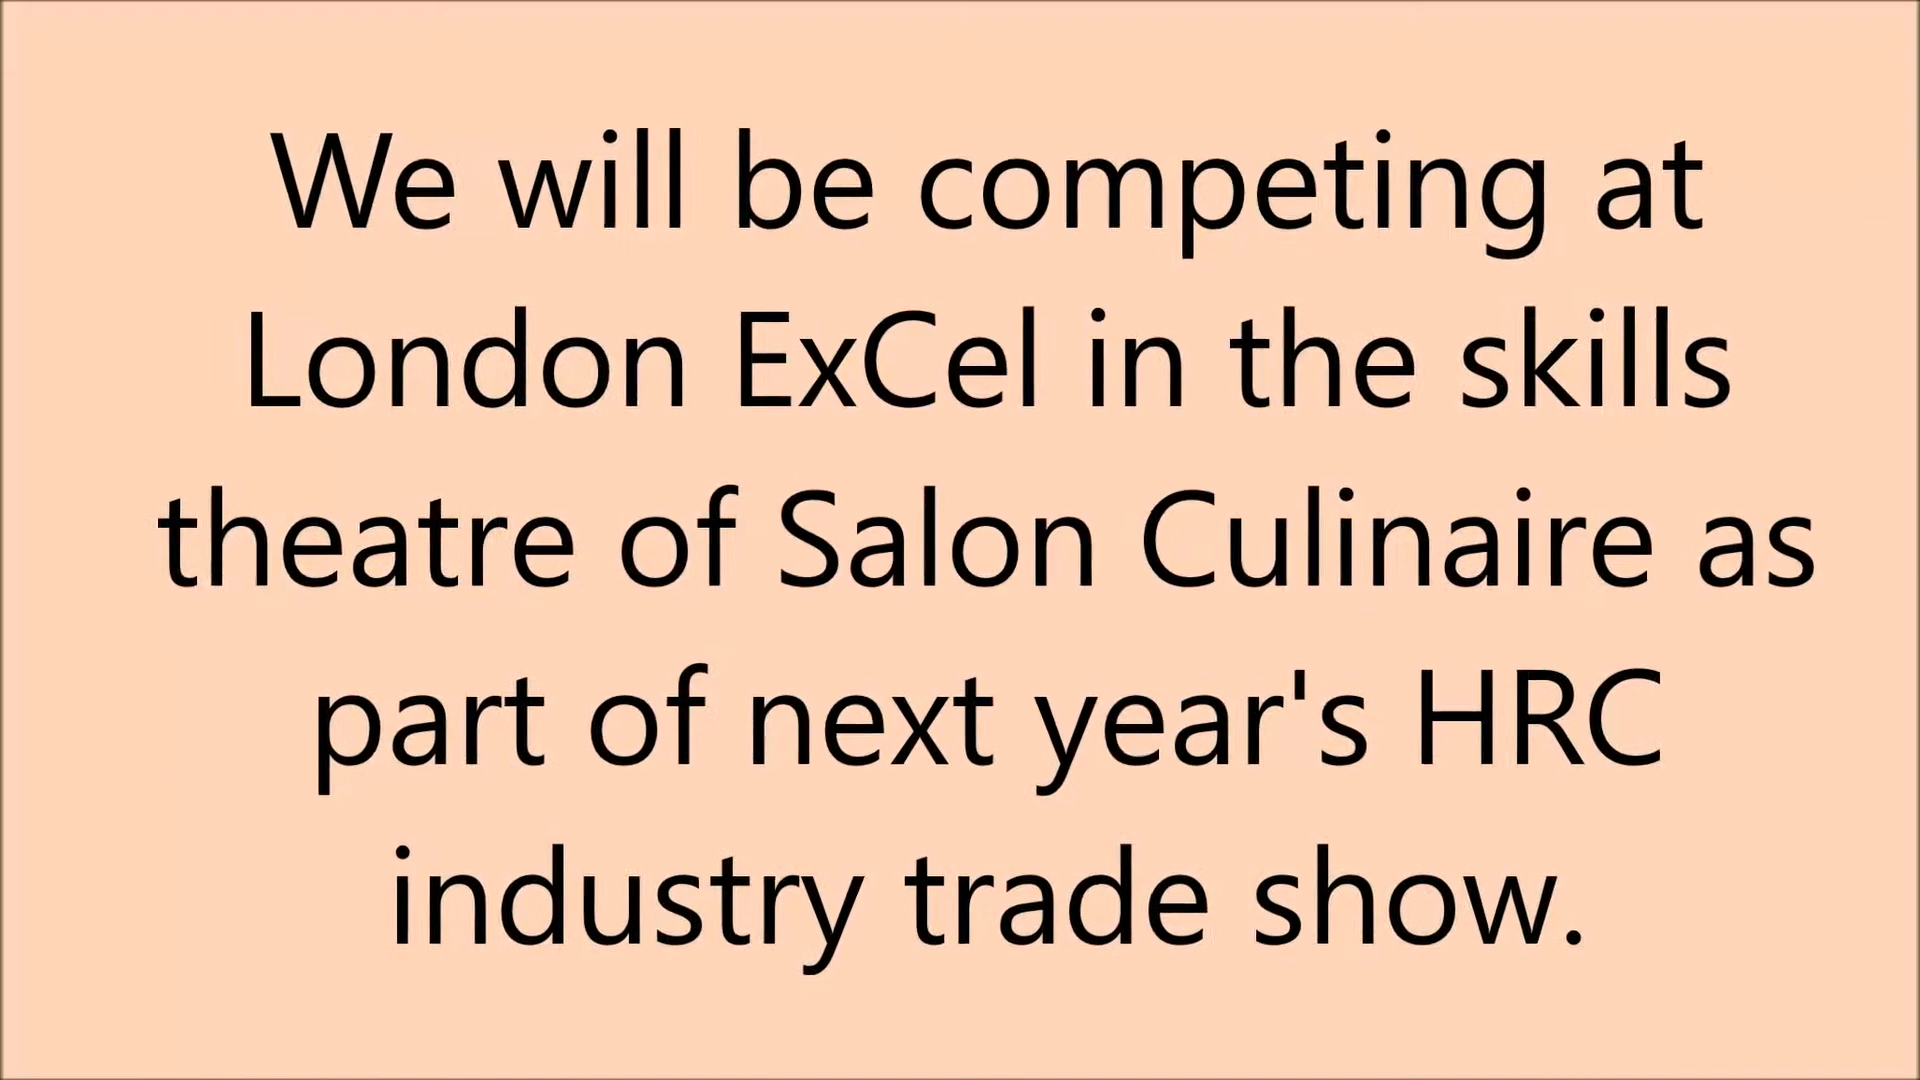 We will be competing at
London ExCel in the skills
theatre of Salon Culinaire as
part of next year's HRC
industry trade show.